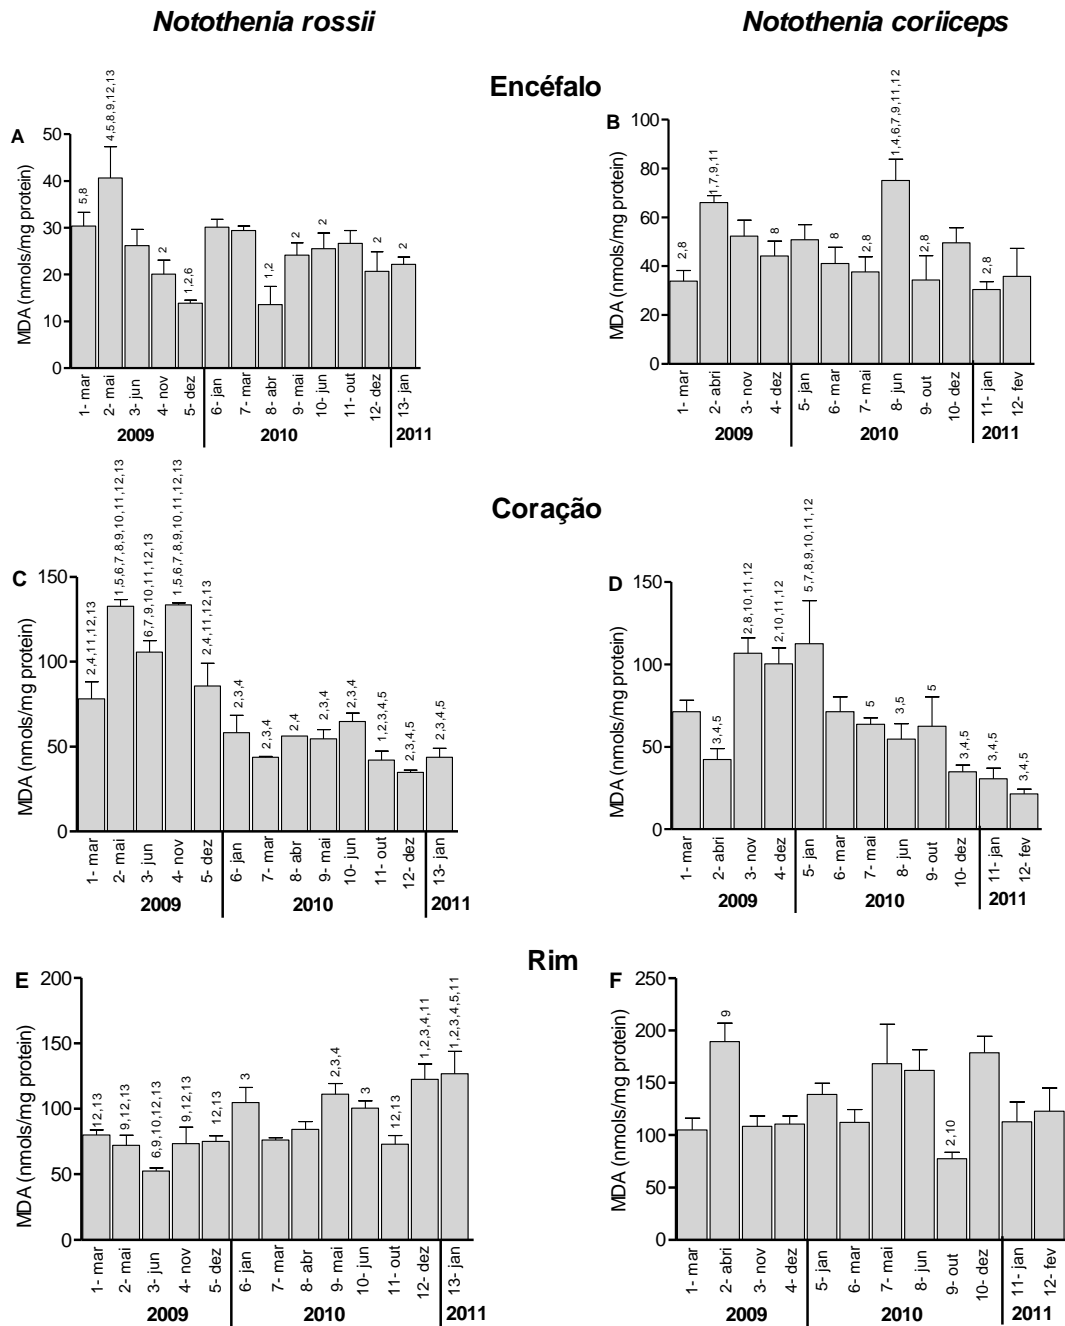 Notothenia rossii
Notothenia coriiceps
Encéfalo
A
MDA (nmols/mg protein)
50
40
30
20
10
0
5,8
4,5,8,9,12,13
2
1,2,6
1,2
2
2
2
2
1- mar
2- mai
3- jun
4- nov
5- dez
6- jan
7- mar
8- abr
9- mai
10- jun
11- out
12- dez
13- jan
2009
2010
2011
B
MDA (nmols/mg protein)
100
80
60
40
20
0
2,8
1,7,9,11
8
8
2,8
1,4,6,7,9,11,12
2,8
2,8
1- mar
2- abri
3- nov
4- dez
5- jan
6- mar
7- mai
8- jun
9- out
10- dez
11- jan
12- fev
2009
2010
2011
Coração
C
MDA (nmols/mg protein)
150
100
50
0
2,4,11,12,13
1,5,6,7,8,9,10,11,12,13
6,7,9,10,11,12,13
1,5,6,7,8,9,10,11,12,13
2,4,11,12,13
2,3,4
2,3,4
2,4
2,3,4
2,3,4
1,2,3,4,5
2,3,4,5
2,3,4,5
1- mar
2- mai
3- jun
4- nov
5- dez
6- jan
7- mar
8- abr
9- mai
10- jun
11- out
12- dez
13- jan
2009
2010
2011
D
MDA (nmols/mg protein)
150
100
50
0
3,4,5
2,8,10,11,12
2,10,11,12
5,7,8,9,10,11,12
5
3,5
5
3,4,5
3,4,5
3,4,5
1- mar
2- abri
3- nov
4- dez
5- jan
6- mar
7- mai
8- jun
9- out
10- dez
11- jan
12- fev
2009
2010
2011
Rim
E
MDA (nmols/mg protein)
200
150
100
50
0
12,13
9,12,13
6,9,10,12,13
9,12,13
12,13
3
2,3,4
3
12,13
1,2,3,4,11
1,2,3,4,5,11
1- mar
2- mai
3- jun
4- nov
5- dez
6- jan
7- mar
8- abr
9- mai
10- jun
11- out
12- dez
13- jan
2009
2010
2011
F
MDA (nmols/mg protein)
250
200
150
100
50
0
9
2,10
1- mar
2- abri
3- nov
4- dez
5- jan
6- mar
7- mai
8- jun
9- out
10- dez
11- jan
12- fev
2009
2010
2011